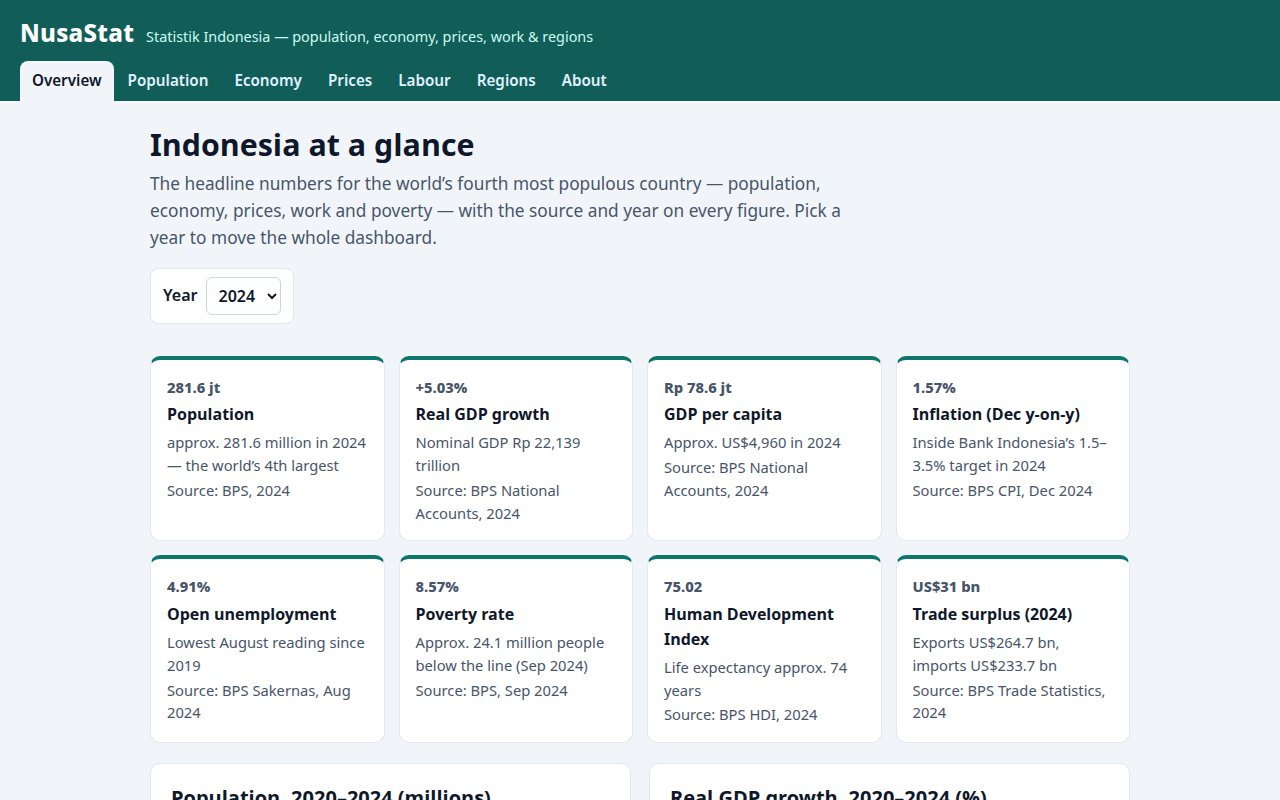 NusaStat Statistik Indonesia — population, economy, prices, work & regions
Overview Population Economy Prices Labour Regions About
Indonesia at a glance
The headline numbers for the world’s fourth most populous country — population,
economy, prices, work and poverty — with the source and year on every figure. Pick a
year to move the whole dashboard.
Year 2024
281.6 jt
Population
approx. 281.6 million in 2024
— the world’s 4th largest
Source: BPS, 2024
+5.03%
Real GDP growth
Nominal GDP Rp 22,139
trillion
Source: BPS National
Accounts, 2024
Rp 78.6 jt
GDP per capita
Approx. US$4,960 in 2024
Source: BPS National
Accounts, 2024
1.57%
Inflation (Dec y-on-y)
Inside Bank Indonesia’s 1.5–
3.5% target in 2024
Source: BPS CPI, Dec 2024
4.91%
Open unemployment
Lowest August reading since
2019
Source: BPS Sakernas, Aug
2024
8.57%
Poverty rate
Approx. 24.1 million people
below the line (Sep 2024)
Source: BPS, Sep 2024
75.02
Human Development
Index
Life expectancy approx. 74
years
Source: BPS HDI, 2024
US$31 bn
Trade surplus (2024)
Exports US$264.7 bn,
imports US$233.7 bn
Source: BPS Trade Statistics,
2024
Population, 2020–2024 (millions)
Real GDP growth, 2020–2024 (%)